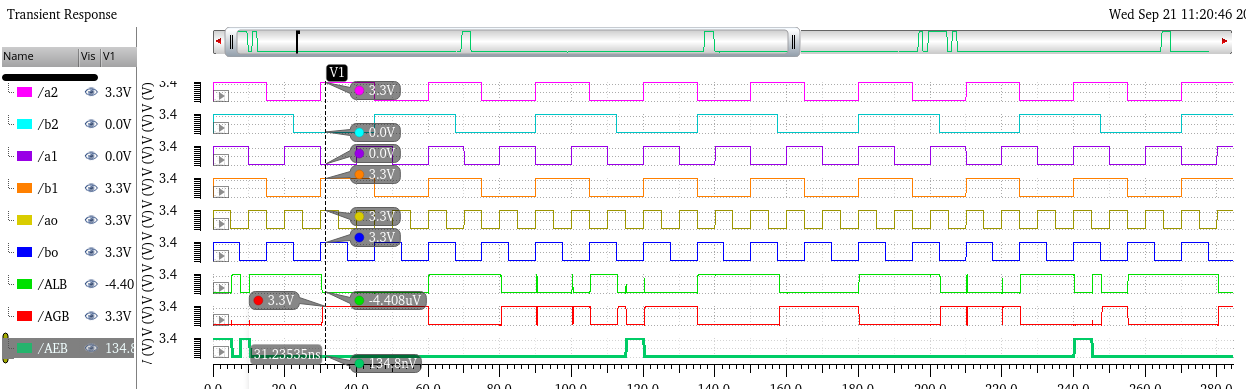 Transient Response
Wed Sep 21 11:20:46 20
Name Vis V1
V1
/a2 3.3V 3.4 3.3V
/b2 0.0V 3.4 0.0V
/a1 0.0V 3.4 0.0V
/b1 3.3V 3.4 3.3V
/ao 3.3V 3.4 3.3V
/bo 3.3V 3.4 3.3V
/ALB -4.40 3.4 -4.408uV
/AGB 3.3V 3.4 3.3V
/AEB 134.8 3.4 31.23535ns 134.8nV
0.0 20.0 40.0 60.0 80.0 100.0 120.0 140.0 160.0 180.0 200.0 220.0 240.0 260.0 280.0